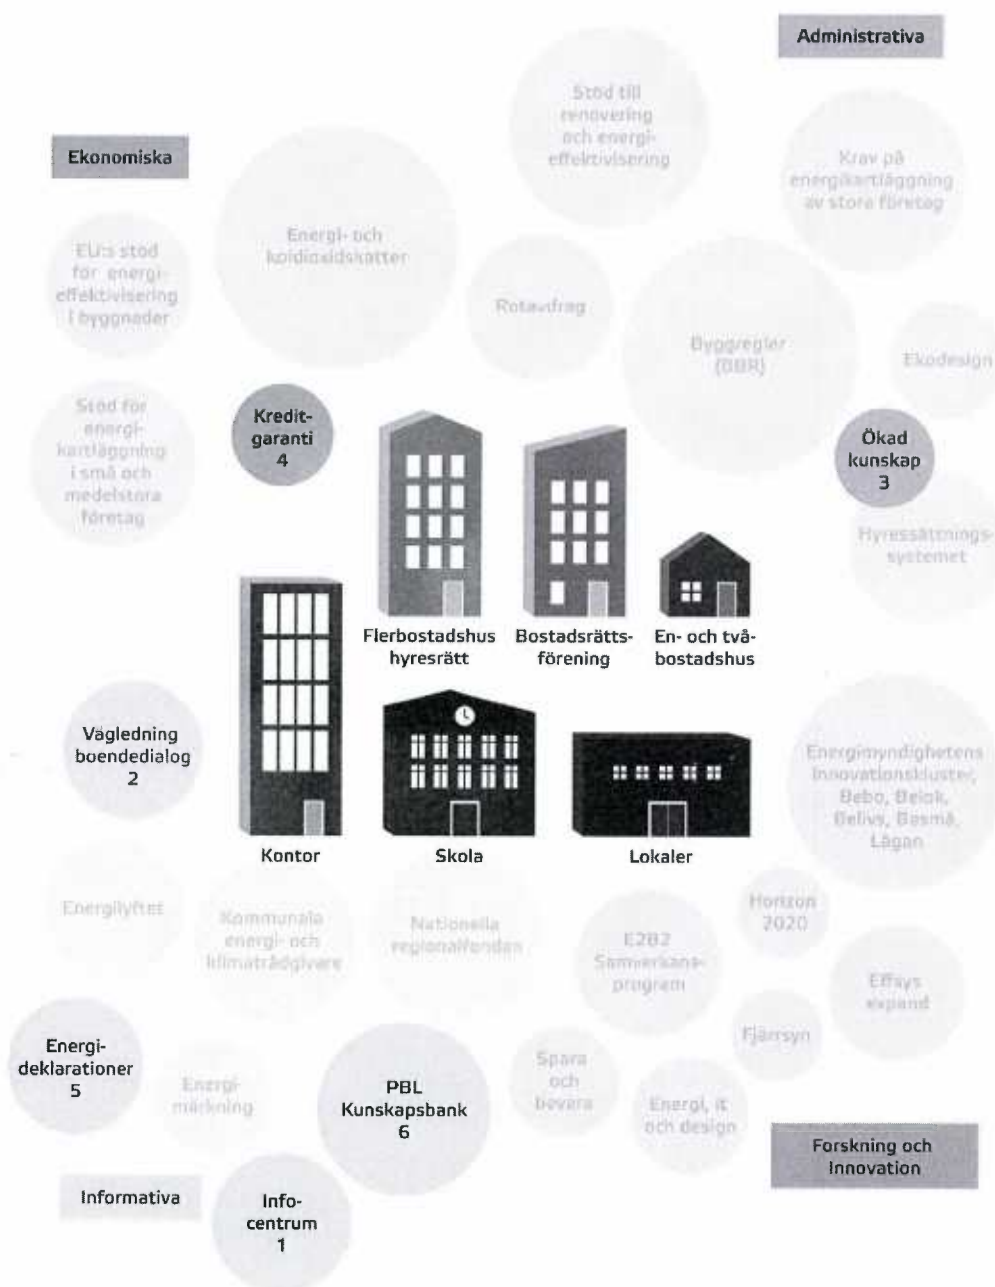 Administrativa
Stöd till
renovering
och energi-
effektivisering
Ekonomiska
Krav på
energikartläggning
av stora företag
EU:s stöd
för energi-
effektivisering
i byggnader
Energi- och
koldioxidskatter
Rotavdrag
Byggregler
(BBR)
Ekodesign
Stöd för
energi-
kartläggning
i små och
medelstora
företag
Kredit-
garanti
4
Ökad
kunskap
3
Hyressättnings-
systemet
Flerbostadshus
hyresrätt
Bostadsrätts-
förening
En- och två-
bostadshus
Vägledning
boendedialog
2
Energimyndighetens
Innovationskluster,
Bebo, Belok,
Belivs, Besmå,
Lågan
Kontor
Skola
Lokaler
Energilyftet
Kommunala
energi- och
klimatrådgivare
Nationella
regionalfonden
E2B2
Samverkans-
program
Horizon
2020
Effsys
expand
Fjärrsyn
Energi-
deklarationer
5
Energi-
märkning
PBL
Kunskapsbank
6
Spara
och
bevara
Energi, it
och design
Forskning och
Innovation
Informativa
Info-
centrum
1